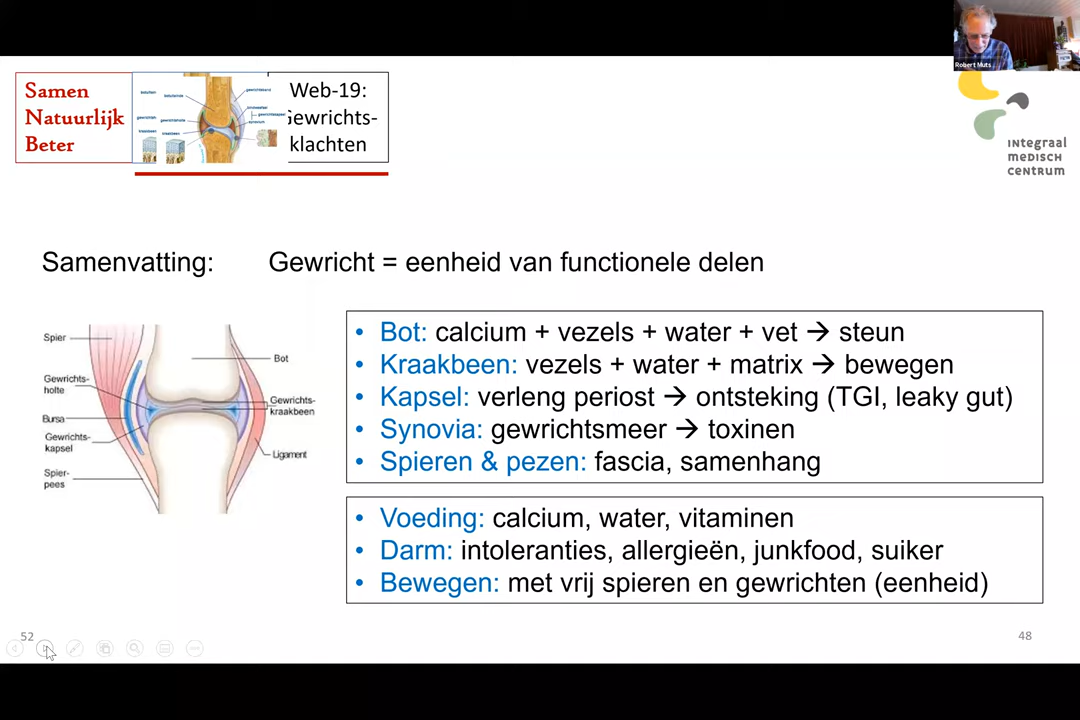 Robert Muts
Samen
Natuurlijk
Beter
Web-19:
Gewrichts-
klachten
integraal
medisch
centrum
Samenvatting: Gewricht = eenheid van functionele delen
Spier
Gewrichts-
holte
Bursa
Gewrichts-
kapsel
Spier-
pees
Bot
Gewrichts-
kraakbeen
Ligament
• Bot: calcium + vezels + water + vet → steun
• Kraakbeen: vezels + water + matrix → bewegen
• Kapsel: verleng periost → ontsteking (TGI, leaky gut)
• Synovia: gewrichtsmeer → toxinen
• Spieren & pezen: fascia, samenhang
• Voeding: calcium, water, vitaminen
• Darm: intoleranties, allergieën, junkfood, suiker
• Bewegen: met vrij spieren en gewrichten (eenheid)
52
48